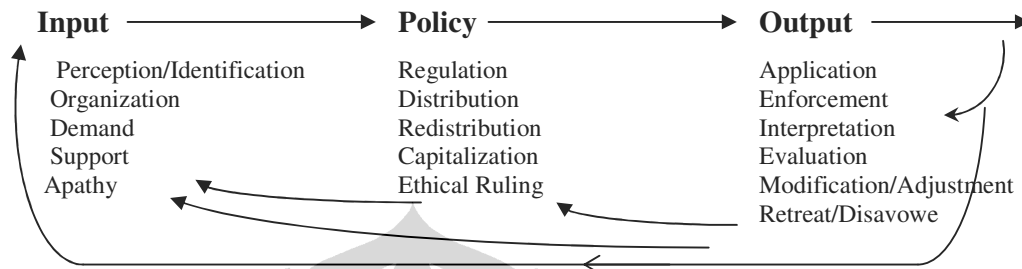 Input
Perception/Identification
Organization
Demand
Support
Apathy
Policy
Regulation
Distribution
Redistribution
Capitalization
Ethical Ruling
Output
Application
Enforcement
Interpretation
Evaluation
Modification/Adjustment
Retreat/Disavowe